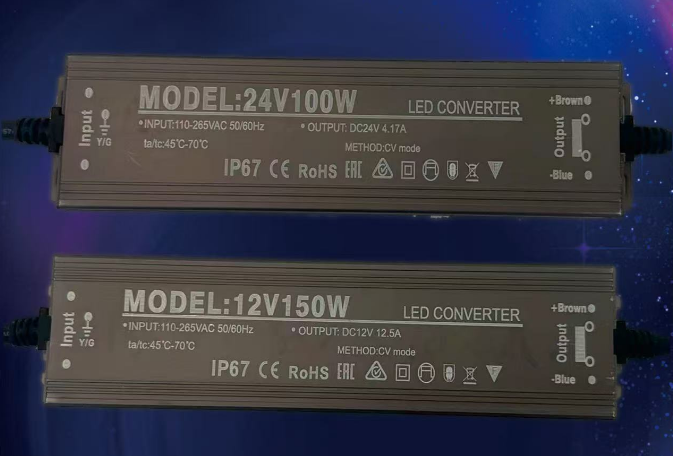 MODEL:24V100W LED CONVERTER
•INPUT:110-265VAC 50/60Hz •OUTPUT: DC24V 4.17A
ta/tc:45℃-70℃ METHOD:CV mode
IP67 CE RoHS EAC
Input
Y/G
+Brown
Output
-Blue
MODEL:12V150W LED CONVERTER
•INPUT:110-265VAC 50/60Hz •OUTPUT: DC12V 12.5A
ta/tc:45℃-70℃ METHOD:CV mode
IP67 CE RoHS EAC
Input
Y/G
+Brown
Output
-Blue